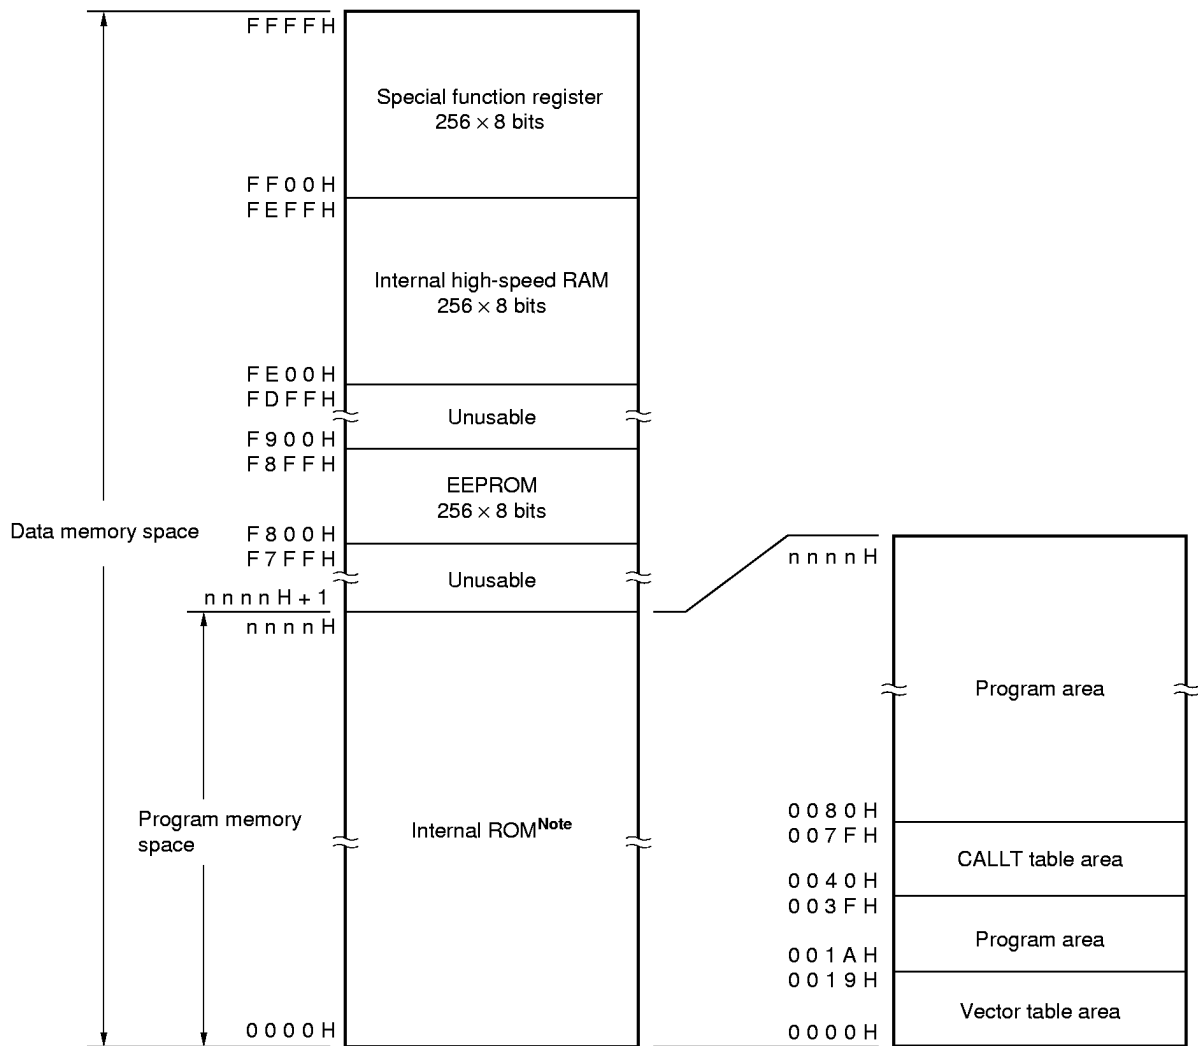 FFFFH
Special function register
256 × 8 bits
FF00H
FEFFH
Internal high-speed RAM
256 × 8 bits
FE00H
FDFFH
Unusable
F900H
F8FFH
EEPROM
256 × 8 bits
Data memory space
F800H
F7FFH
Unusable
nnnnH + 1
nnnnH
Program memory
space
Internal ROMNote
0000H
nnnnH
Program area
0080H
007FH
CALLT table area
0040H
003FH
Program area
001AH
0019H
Vector table area
0000H